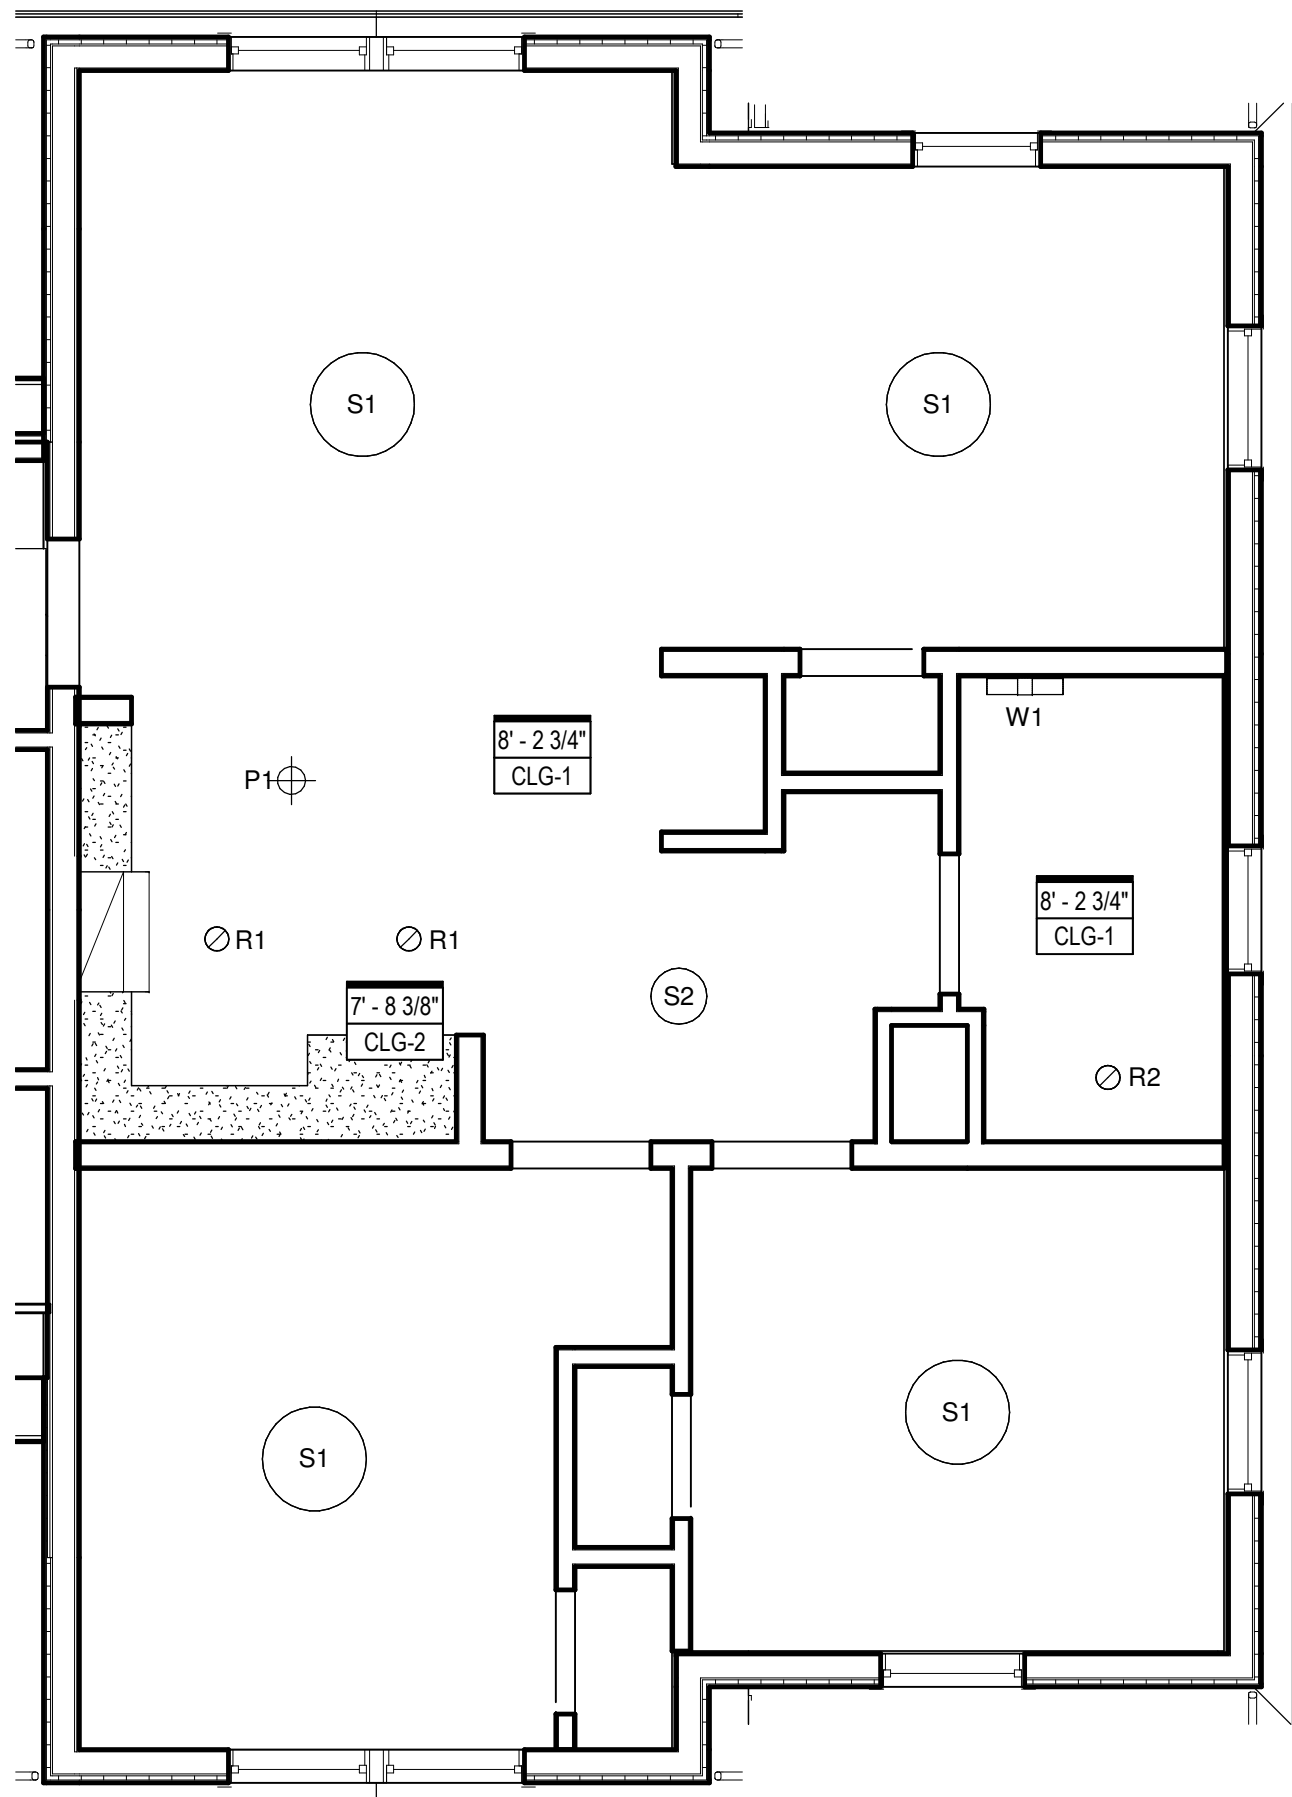 S1
S1
W1
8' - 2 3/4"
CLG-1
P1
8' - 2 3/4"
CLG-1
R1
R1
S2
7' - 8 3/8"
CLG-2
R2
S1
S1